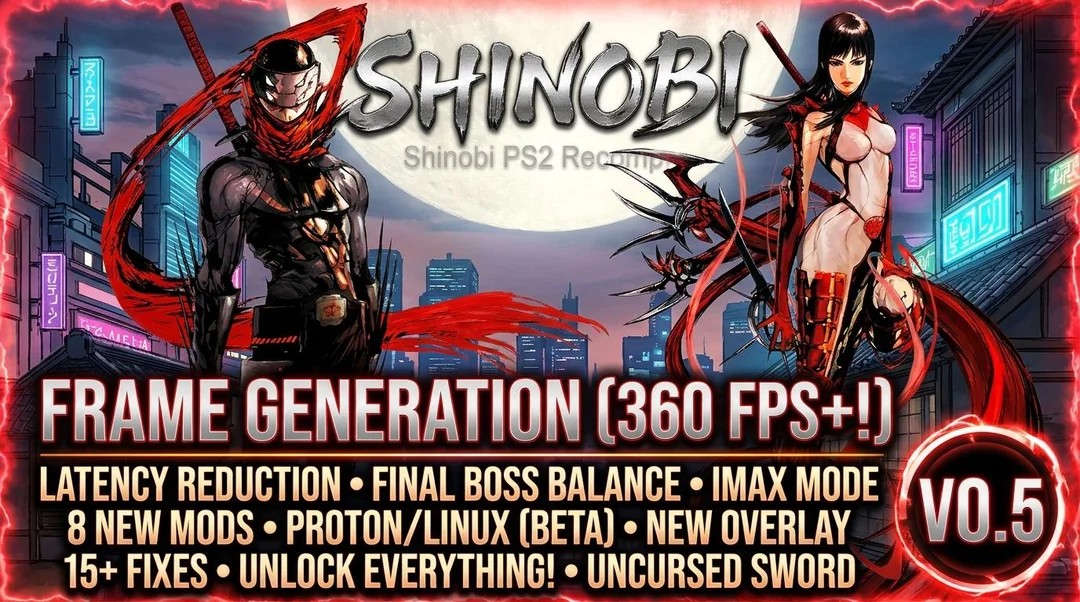 SHINOBI
Shinobi PS2 Recomp
FRAME GENERATION (360 FPS+!)
LATENCY REDUCTION • FINAL BOSS BALANCE • IMAX MODE
8 NEW MODS • PROTON/LINUX (BETA) • NEW OVERLAY
15+ FIXES • UNLOCK EVERYTHING! • UNCURSED SWORD
V0.5